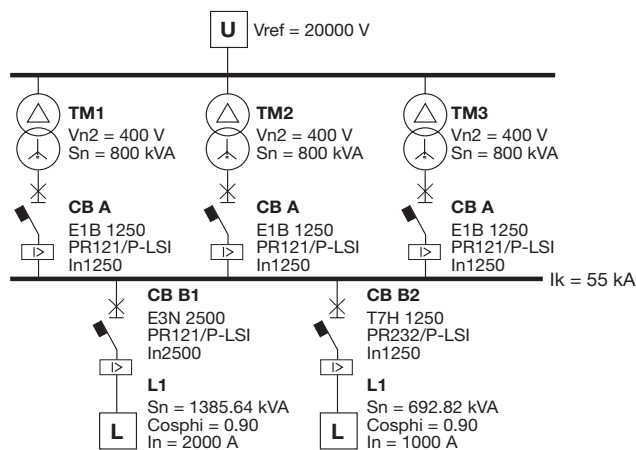 U
Vref = 20000 V
TM1
Vn2 = 400 V
Sn = 800 kVA
TM2
Vn2 = 400 V
Sn = 800 kVA
TM3
Vn2 = 400 V
Sn = 800 kVA
CB A
E1B 1250
PR121/P-LSI
In1250
I>
CB A
E1B 1250
PR121/P-LSI
In1250
I>
CB A
E1B 1250
PR121/P-LSI
In1250
I>
Ik = 55 kA
CB B1
E3N 2500
PR121/P-LSI
In2500
I>
CB B2
T7H 1250
PR232/P-LSI
In1250
I>
L1
Sn = 1385.64 kVA
Cosphi = 0.90
In = 2000 A
L
L1
Sn = 692.82 kVA
Cosphi = 0.90
In = 1000 A
L